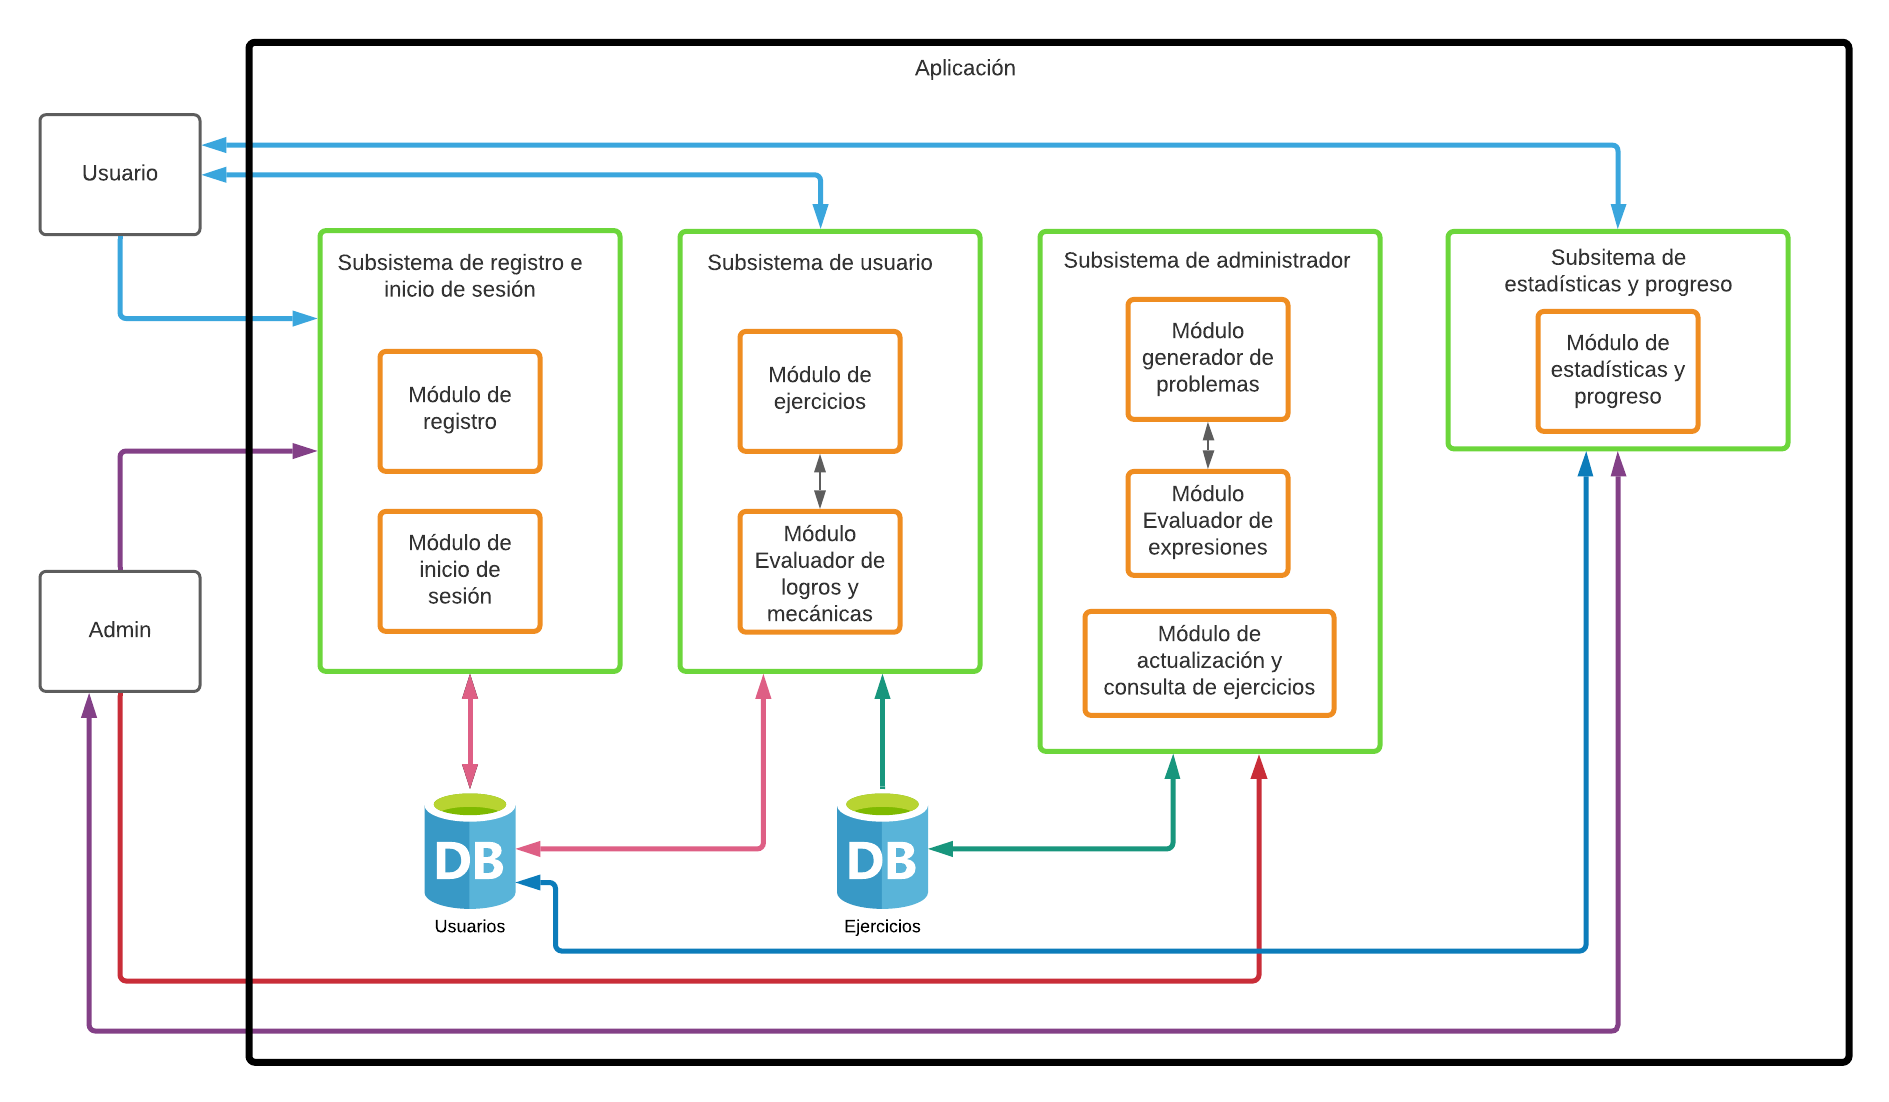 Aplicación
Usuario
Admin
Subsistema de registro e
inicio de sesión
Módulo de
registro
Módulo de
inicio de
sesión
Subsistema de usuario
Módulo de
ejercicios
Módulo
Evaluador de
logros y
mecánicas
Subsistema de administrador
Módulo
generador de
problemas
Módulo
Evaluador de
expresiones
Módulo de
actualización y
consulta de ejercicios
Subsitema de
estadísticas y progreso
Módulo de
estadísticas y
progreso
DB
Usuarios
DB
Ejercicios